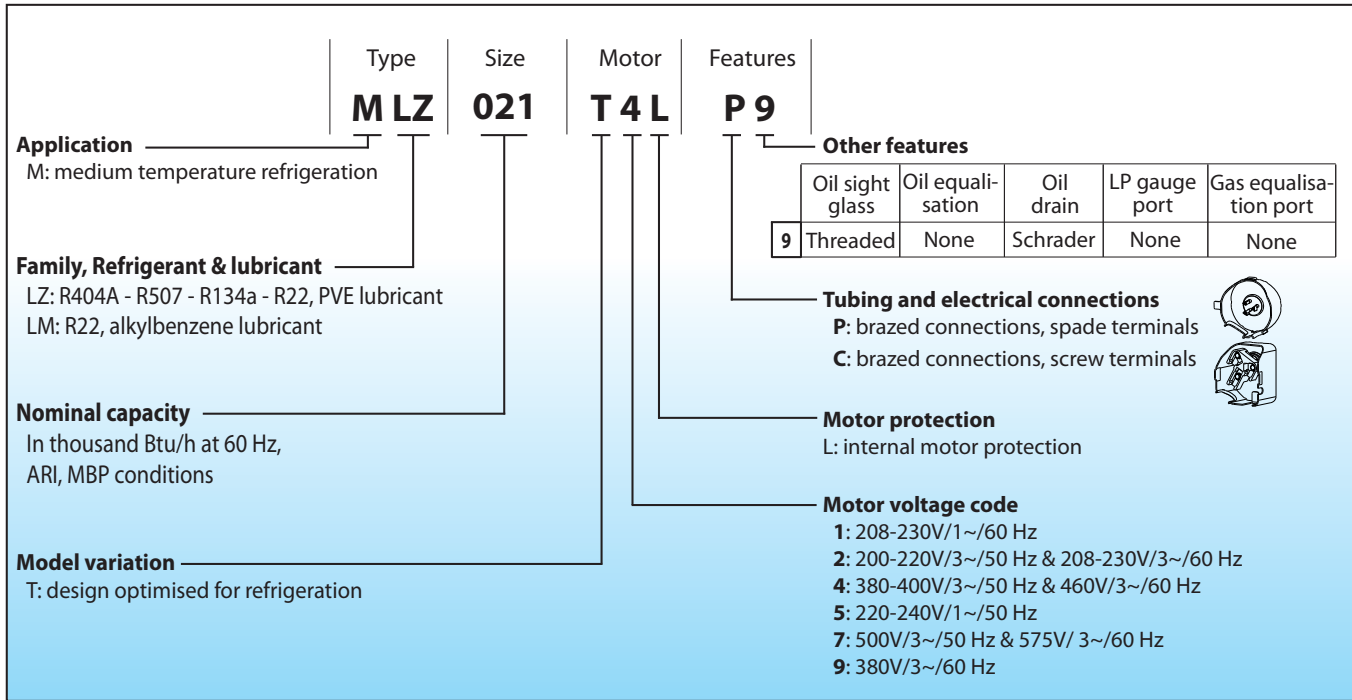 Type Size Motor Features
M LZ 021 T 4 L P 9
Application
M: medium temperature refrigeration
Family, Refrigerant & lubricant
LZ: R404A - R507 - R134a - R22, PVE lubricant
LM: R22, alkylbenzene lubricant
Nominal capacity
In thousand Btu/h at 60 Hz,
ARI, MBP conditions
Model variation
T: design optimised for refrigeration
Other features
Oil sight glass Oil equali- sation Oil drain LP gauge port Gas equalisa- tion port
9 Threaded None Schrader None None
Tubing and electrical connections
P: brazed connections, spade terminals
C: brazed connections, screw terminals
Motor protection
L: internal motor protection
Motor voltage code
1: 208-230V/1~/60 Hz
2: 200-220V/3~/50 Hz & 208-230V/3~/60 Hz
4: 380-400V/3~/50 Hz & 460V/3~/60 Hz
5: 220-240V/1~/50 Hz
7: 500V/3~/50 Hz & 575V/ 3~/60 Hz
9: 380V/3~/60 Hz